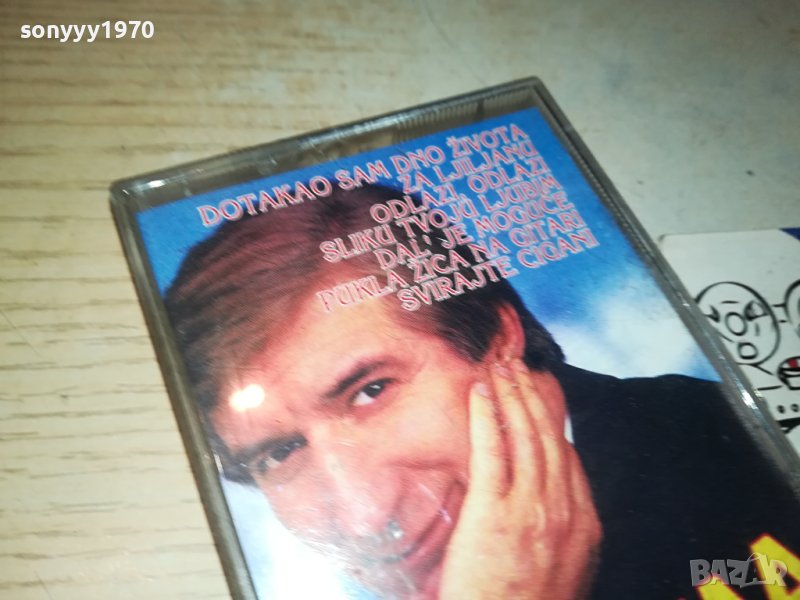 sonyyy1970
DOTAKAO SAM DNO ŽIVOTA
ZA LJILJANU
ODLAZI, ODLAZI
SLIKU TVOJU LJUBIM
DAL' JE MOGUĆE
PUKLA ŽICA NA GITARI
SVIRAJTE CIGANI
BAZAR